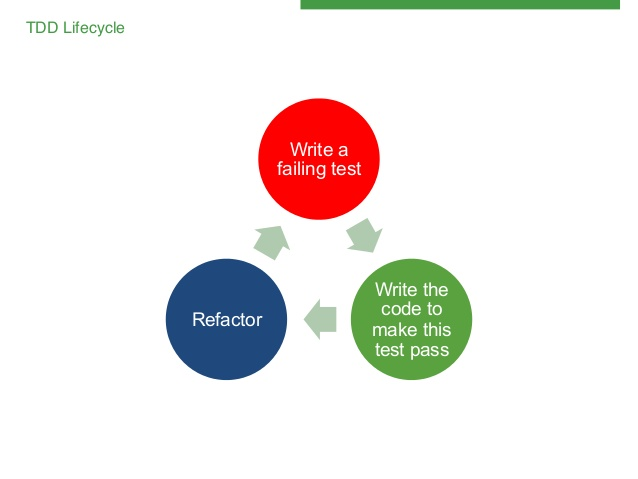 TDD Lifecycle
Write a
failing test
Write the
code to
make this
test pass
Refactor